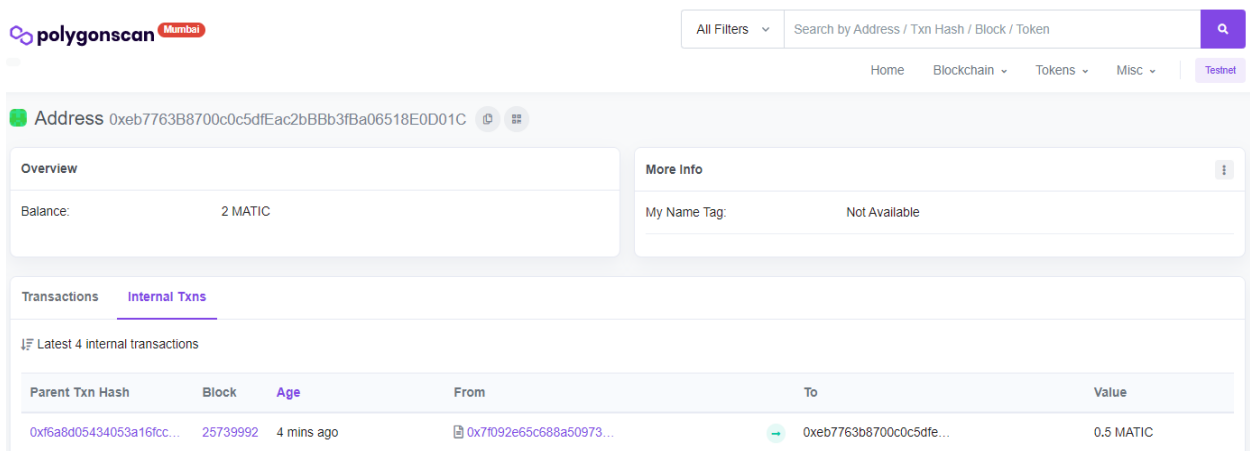 polygonscan Mumbai
All Filters Search by Address / Txn Hash / Block / Token
Home Blockchain Tokens Misc Testnet
Address 0xeb7763B8700c0c5dfEac2bBBb3fBa06518E0D01C
Overview
Balance: 2 MATIC
More Info
My Name Tag: Not Available
Transactions Internal Txns
Latest 4 internal transactions
Parent Txn Hash Block Age From To Value
0xf6a8d05434053a16fcc... 25739992 4 mins ago 0x7f092e65c688a50973... 0xeb7763b8700c0c5dfe... 0.5 MATIC